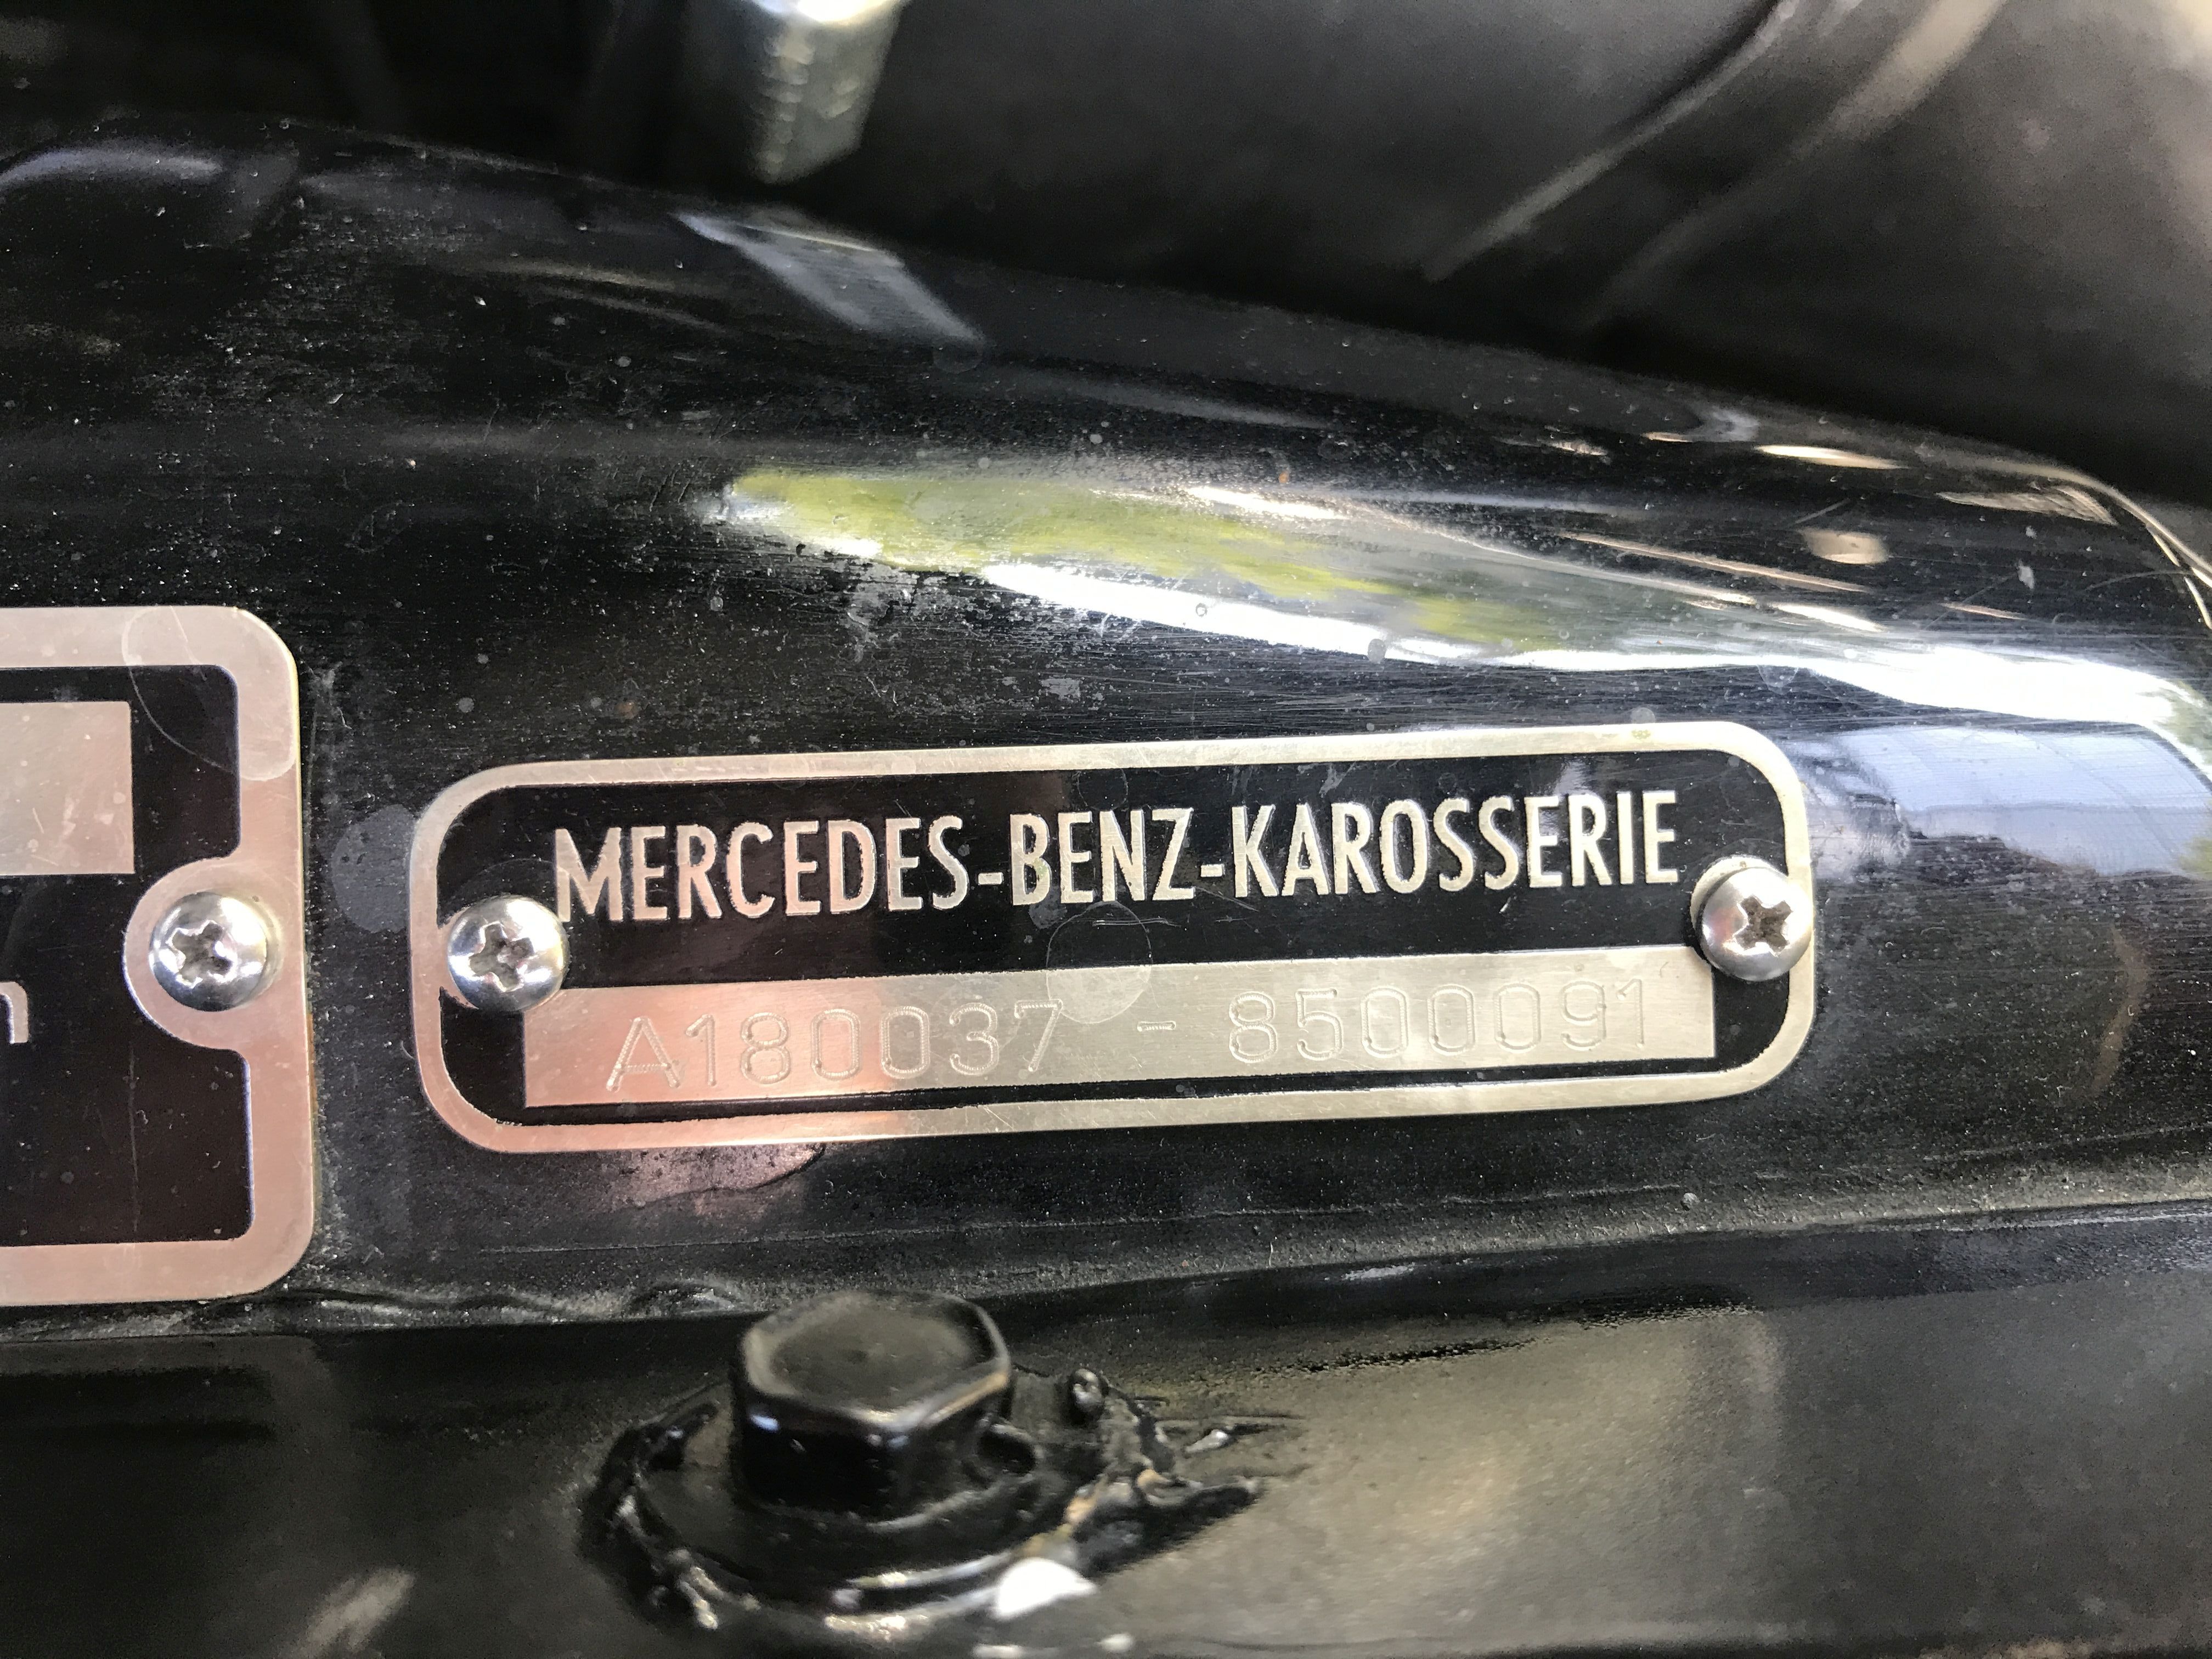 MERCEDES-BENZ-KAROSSERIE
A180037 - 8500091
n